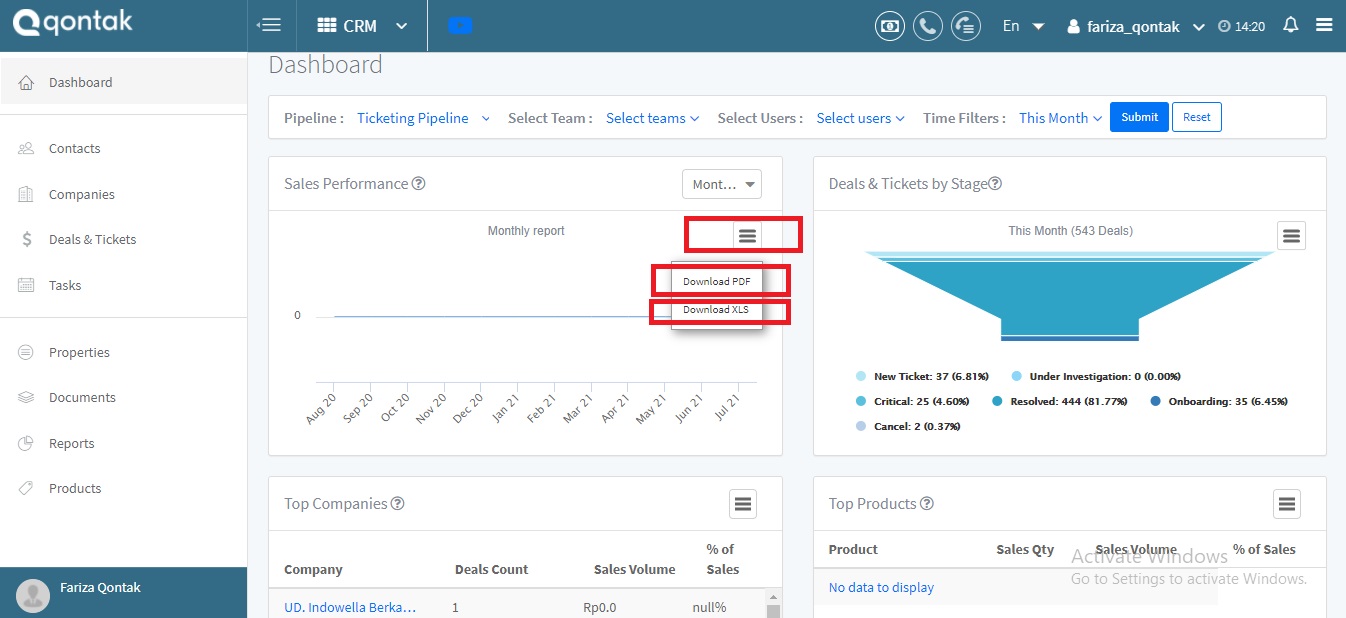 qontak CRM En fariza_qontak 14:20
Dashboard
Dashboard
Contacts
Companies
Deals & Tickets
Tasks
Properties
Documents
Reports
Products
Fariza Qontak
Pipeline : Ticketing Pipeline Select Team : Select teams Select Users : Select users Time Filters : This Month Submit Reset
Sales Performance ?
Mont...
Monthly report
Download PDF
Download XLS
0
Aug 20 Sep 20 Oct 20 Nov 20 Dec 20 Jan 21 Feb 21 Mar 21 Apr 21 May 21 Jun 21 Jul 21
Deals & Tickets by Stage ?
This Month (543 Deals)
New Ticket: 37 (6.81%) Under Investigation: 0 (0.00%)
Critical: 25 (4.60%) Resolved: 444 (81.77%) Onboarding: 35 (6.45%)
Cancel: 2 (0.37%)
Top Companies ?
Company Deals Count Sales Volume % of Sales
UD. Indowella Berka... 1 Rp0.0 null%
Top Products ?
Product Sales Qty Sales Volume % of Sales
No data to display
Activate Windows
Go to Settings to activate Windows.